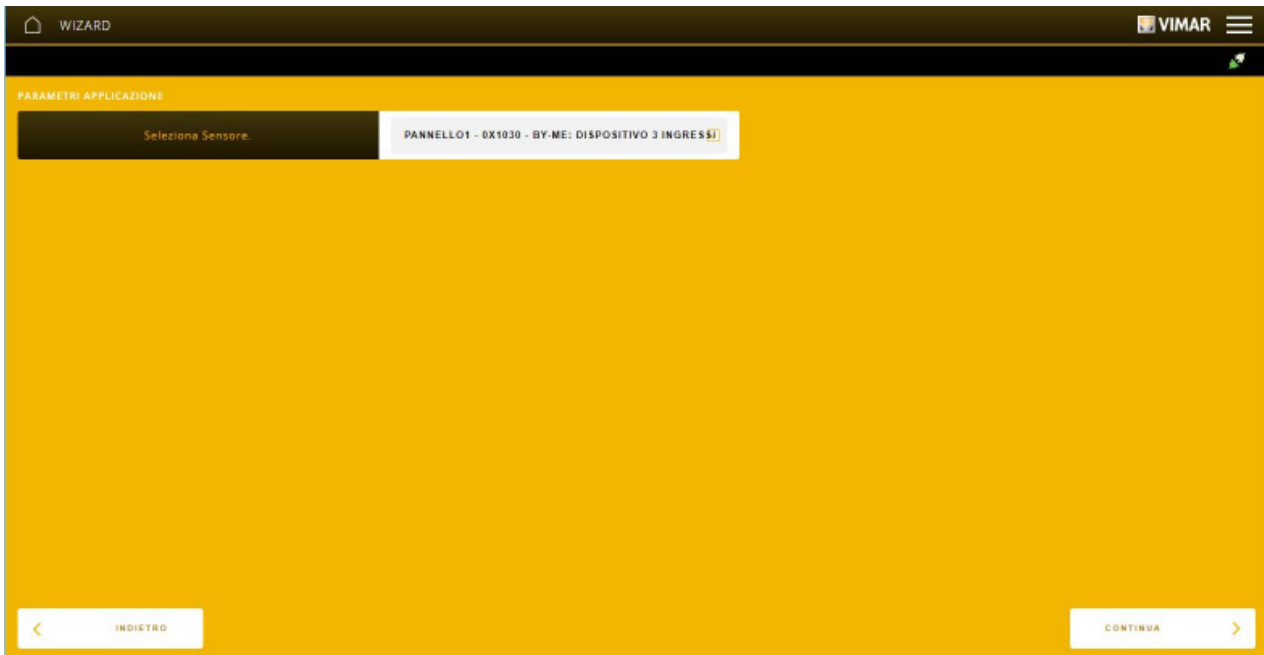 WIZARD
VIMAR
PARAMETRI APPLICAZIONE
Seleziona Sensore.
PANNELLO1 - 0X1030 - BY-ME: DISPOSITIVO 3 INGRESSI
INDIETRO
CONTINUA